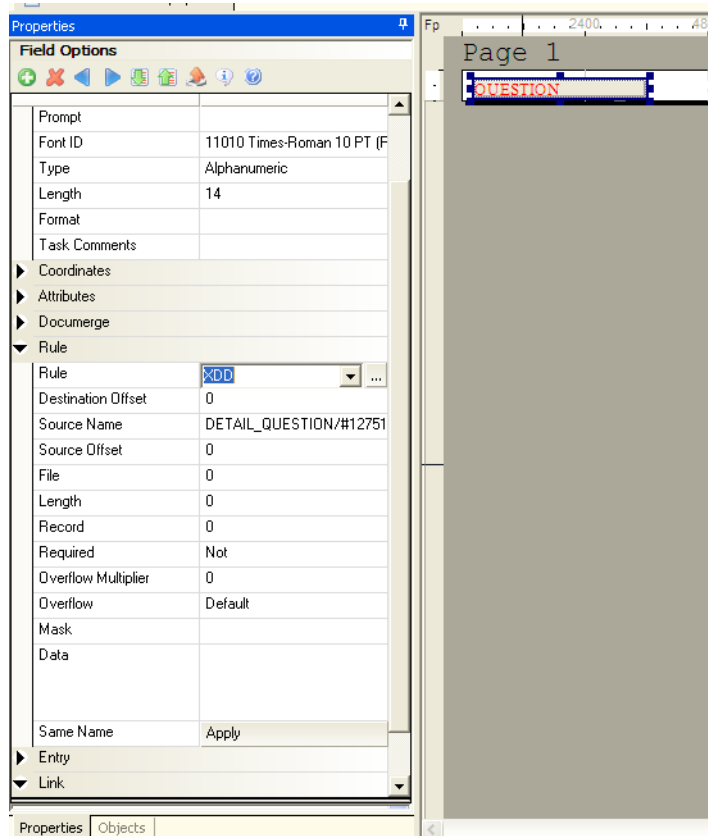 Properties
Field Options
Prompt
Font ID 11010 Times-Roman 10 PT (F
Type Alphanumeric
Length 14
Format
Task Comments
Coordinates
Attributes
Documerge
Rule
Rule XDD ...
Destination Offset 0
Source Name DETAIL_QUESTION/#12751
Source Offset 0
File 0
Length 0
Record 0
Required Not
Overflow Multiplier 0
Overflow Default
Mask
Data
Same Name Apply
Entry
Link
Properties Objects
Fp 2400 48
Page 1
QUESTION